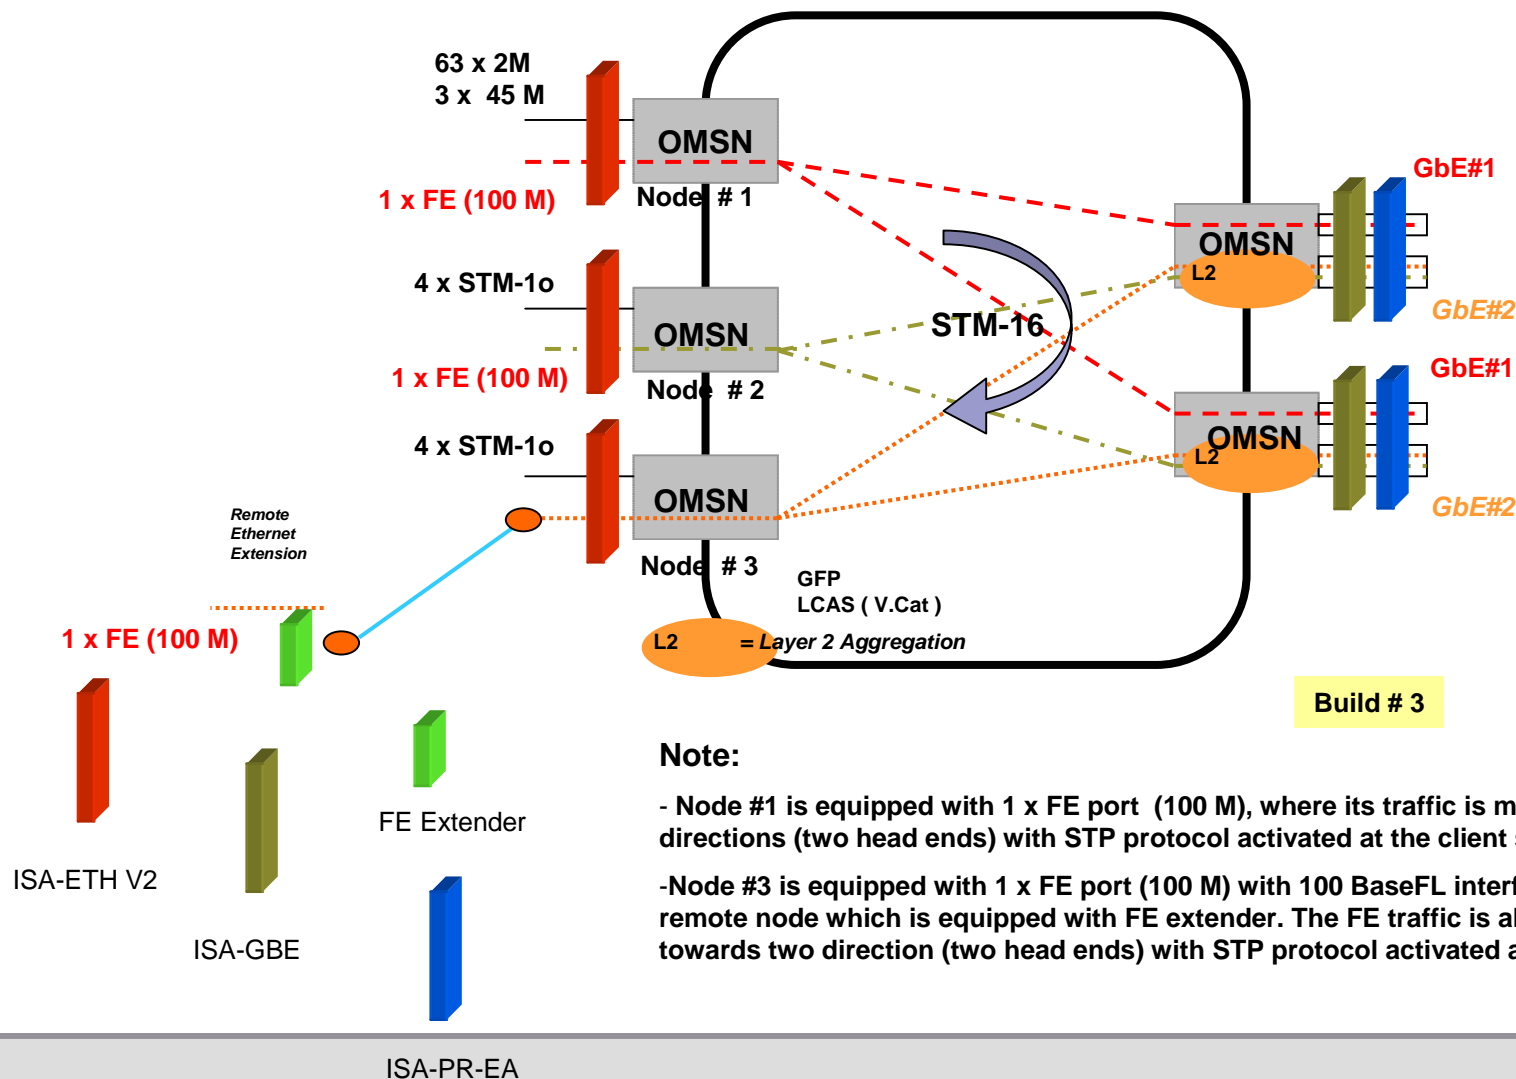 63 x 2M
3 x 45 M
OMSN
1 x FE (100 M)
Node # 1
GbE#1
OMSN
L2
GbE#2
4 x STM-1o
OMSN
STM-16
1 x FE (100 M)
Node # 2
GbE#1
OMSN
L2
GbE#2
4 x STM-1o
OMSN
Node # 3
Remote
Ethernet
Extension
1 x FE (100 M)
GFP
LCAS ( V.Cat )
L2 = Layer 2 Aggregation
Build # 3
Note:
- Node #1 is equipped with 1 x FE port (100 M), where its traffic is
directions (two head ends) with STP protocol activated at the client
-Node #3 is equipped with 1 x FE port (100 M) with 100 BaseFL
remote node which is equipped with FE extender. The FE traffic is
towards two direction (two head ends) with STP protocol activated
FE Extender
ISA-ETH V2
ISA-GBE
ISA-PR-EA